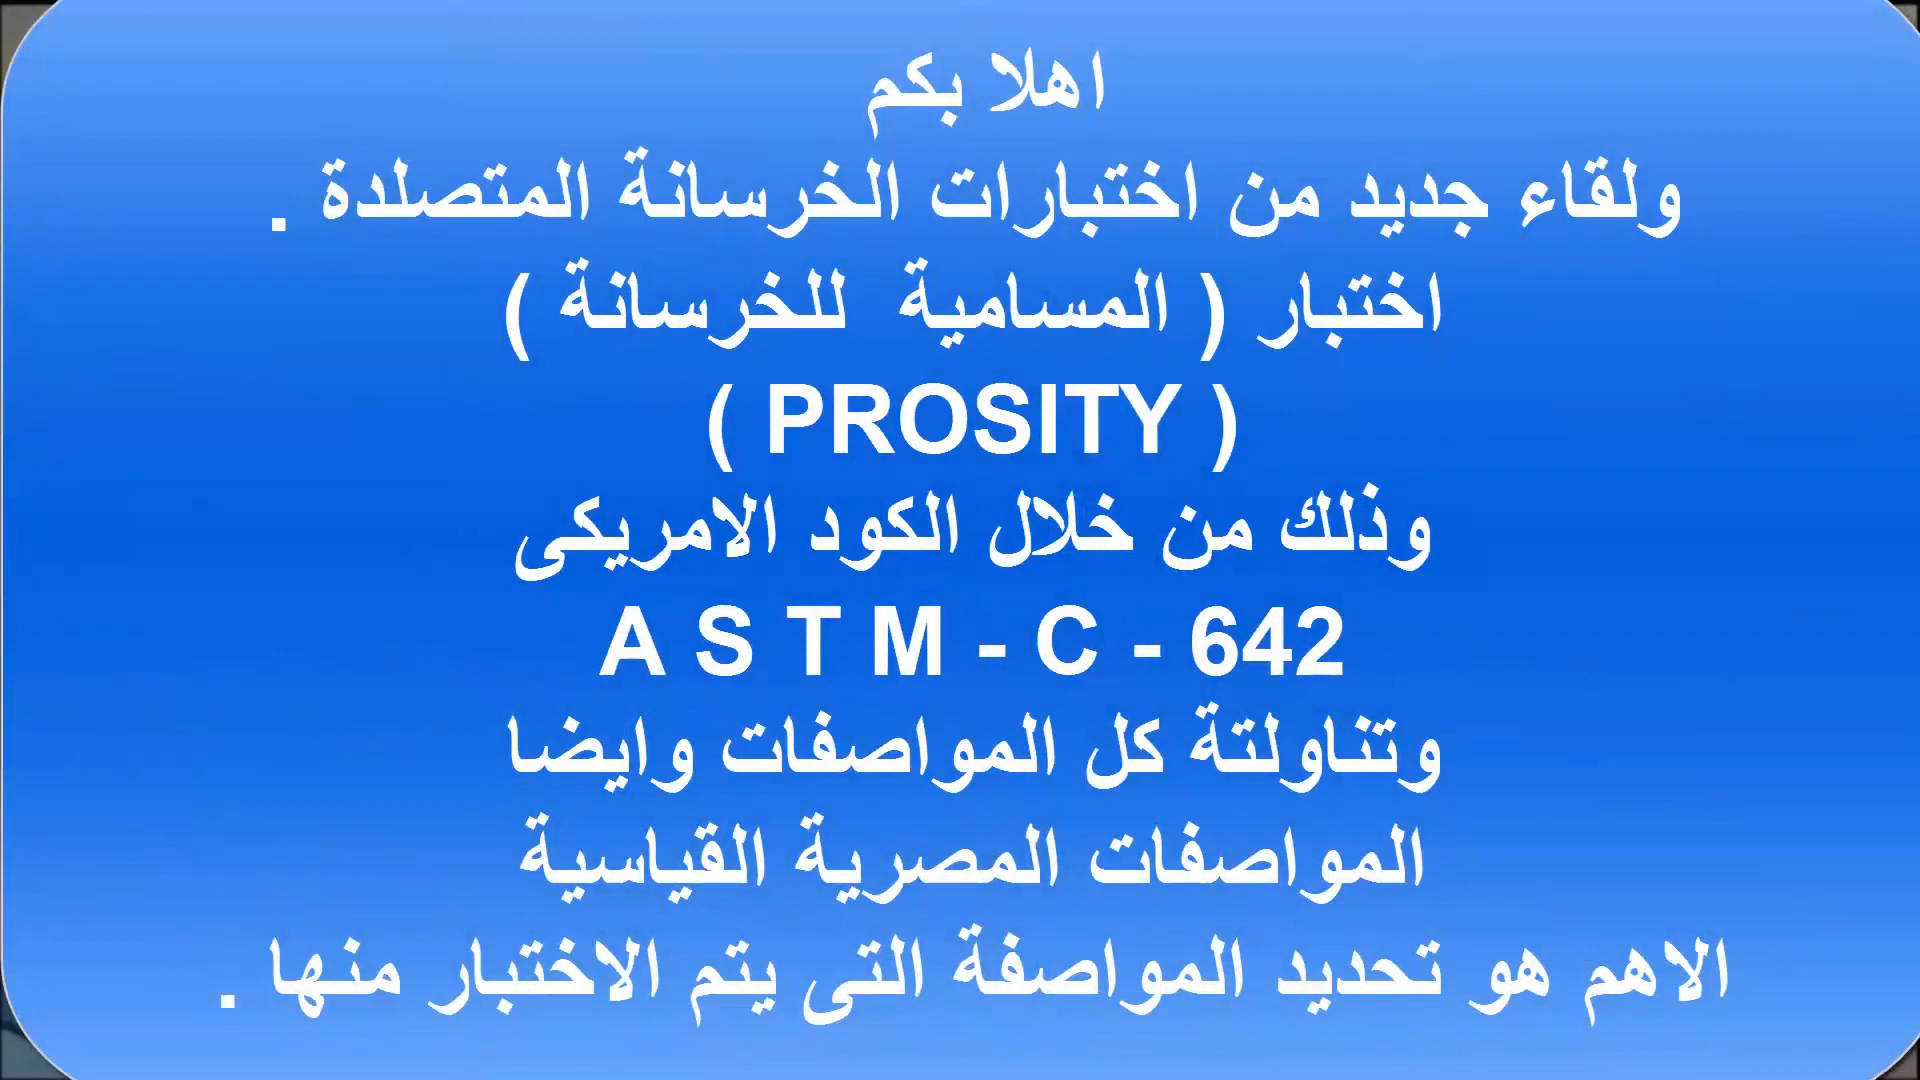 اهلا بكم
ولقاء جديد من اختبارات الخرسانة المتصلدة .
اختبار ( المسامية للخرسانة )
( PROSITY )
وذلك من خلال الكود الامريكى
A S T M - C - 642
وتناولتة كل المواصفات وايضا
المواصفات المصرية القياسية
الاهم هو تحديد المواصفة التى يتم الاختبار منها .